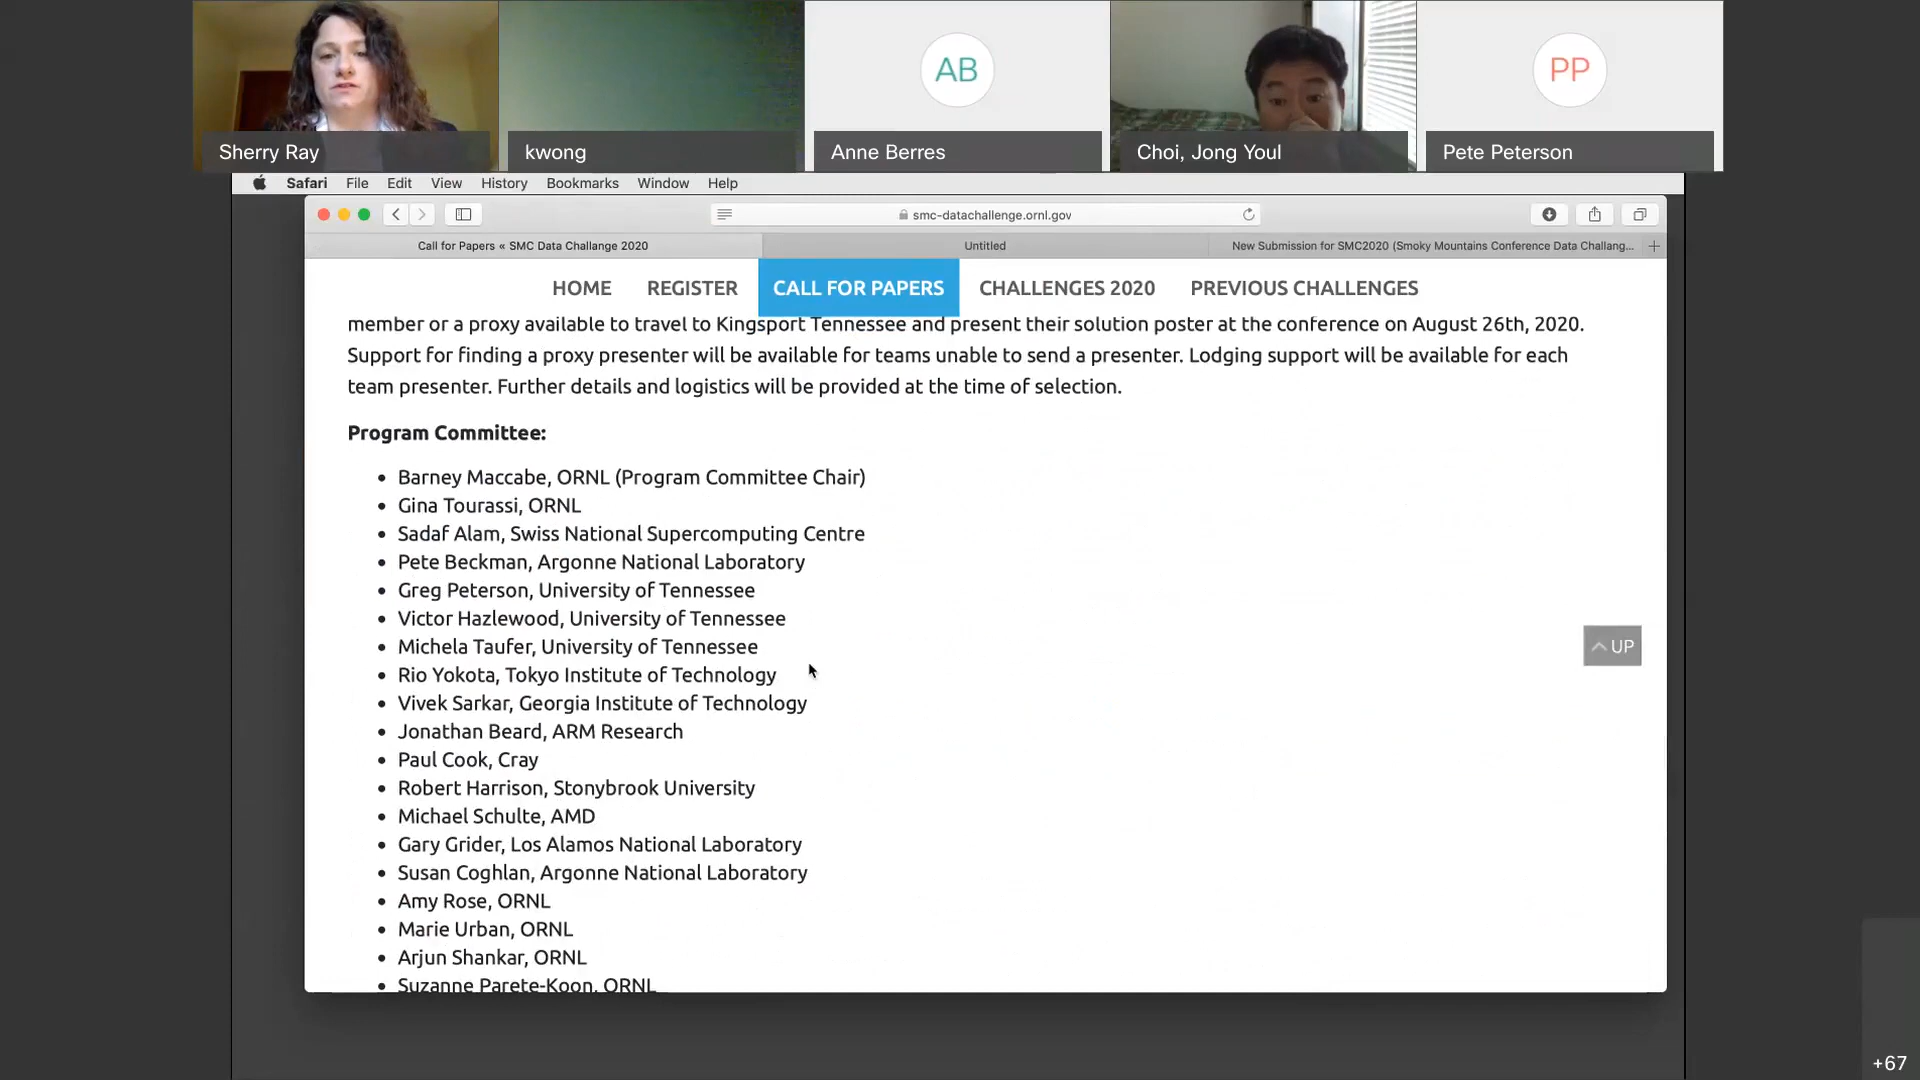 AB
PP
Sherry Ray
kwong
Anne Berres
Choi, Jong Youl
Pete Peterson
Safari File Edit View History Bookmarks Window Help
smc-datachallenge.ornl.gov
Call for Papers « SMC Data Challange 2020
Untitled
New Submission for SMC2020 (Smoky Mountains Conference Data Challang...
HOME REGISTER CALL FOR PAPERS CHALLENGES 2020 PREVIOUS CHALLENGES
member or a proxy available to travel to Kingsport Tennessee and present their solution poster at the conference on August 26th, 2020.
Support for finding a proxy presenter will be available for teams unable to send a presenter. Lodging support will be available for each
team presenter. Further details and logistics will be provided at the time of selection.
Program Committee:
• Barney Maccabe, ORNL (Program Committee Chair)
• Gina Tourassi, ORNL
• Sadaf Alam, Swiss National Supercomputing Centre
• Pete Beckman, Argonne National Laboratory
• Greg Peterson, University of Tennessee
• Victor Hazlewood, University of Tennessee
• Michela Taufer, University of Tennessee
• Rio Yokota, Tokyo Institute of Technology
• Vivek Sarkar, Georgia Institute of Technology
• Jonathan Beard, ARM Research
• Paul Cook, Cray
• Robert Harrison, Stonybrook University
• Michael Schulte, AMD
• Gary Grider, Los Alamos National Laboratory
• Susan Coghlan, Argonne National Laboratory
• Amy Rose, ORNL
• Marie Urban, ORNL
• Arjun Shankar, ORNL
• Suzanne Parete-Koon, ORNL
UP
+67